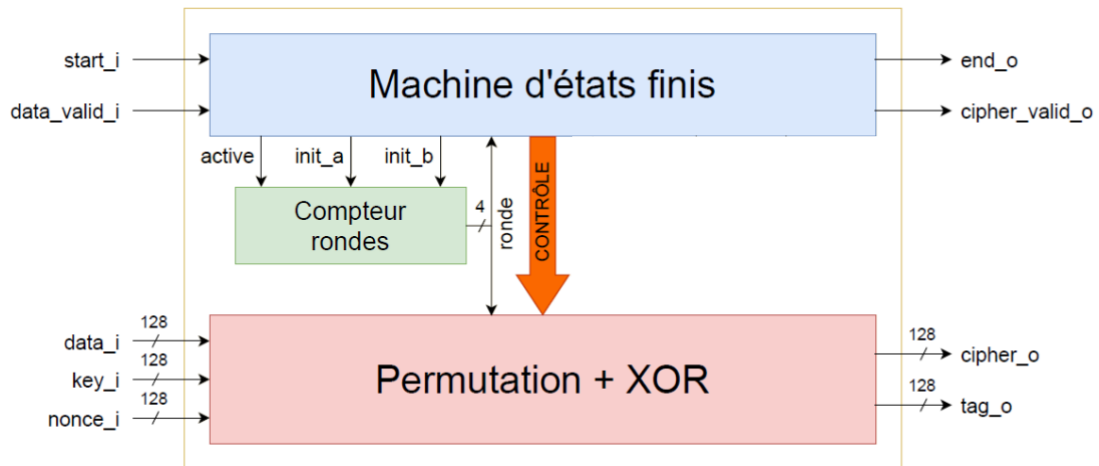 start_i
data_valid_i
Machine d'états finis
end_o
cipher_valid_o
active
init_a
init_b
Compteur
rondes
4
ronde
CONTRÔLE
128
data_i
128
key_i
128
nonce_i
Permutation + XOR
128
cipher_o
128
tag_o